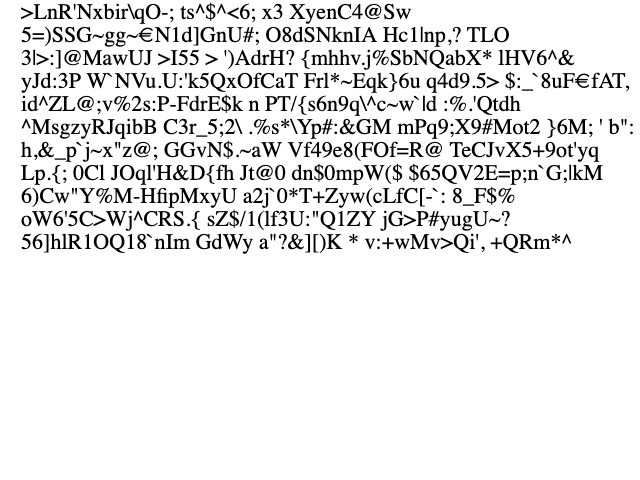 >LnR'Nxbir\qO-; ts^$^<6; x3 XyenC4@Sw
5=)SSG~gg~€N1d]GnU#; O8dSNknIA Hc1|np,? TLO
3|>:]@MawUJ >I55 > ')AdrH? {mhhv.j%SbNQabX* lHV6^&
yJd:3P W`NVu.U:'k5QxOfCaT Frl*~Eqk}6u q4d9.5> $:_`8uF€fAT,
id^ZL@;v%2s:P-FdrE$k n PT/{s6n9q\^c~w`ld :%.'Qtdh
^MsgzyRJqibB C3r_5;2\ .%s*\Yp#:&GM mPq9;X9#Mot2 }6M; ' b":
h,&_p`j~x"z@; GGvN$.~aW Vf49e8(FOf=R@ TeCJvX5+9ot'yq
Lp.{; 0Cl JOql'H&D{fh Jt@0 dn$0mpW($ $65QV2E=p;n`G;|kM
6)Cw"Y%M-HfipMxyU a2j`0*T+Zyw(cLfC[-`: 8_F$%
oW6'5C>Wj^CRS.{ sZ$/1(lf3U:"Q1ZY jG>P#yugU~?
56]hlR1OQ18`nIm GdWy a"?&][)K * v:+wMv>Qi', +QRm*^